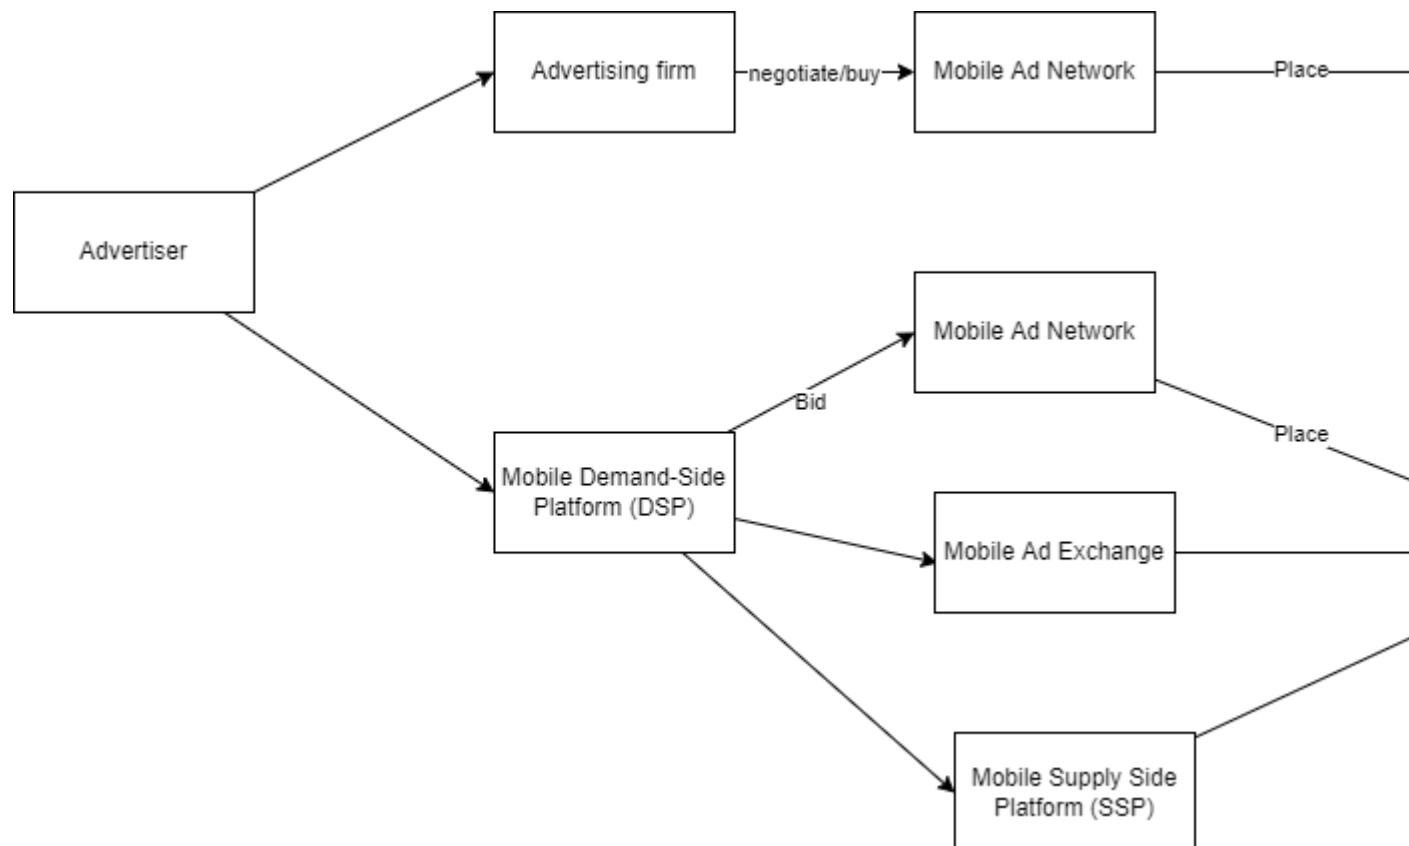 Advertising firm
negotiate/buy
Mobile Ad Network
Place
Advertiser
Mobile Ad Network
Bid
Place
Mobile Demand-Side
Platform (DSP)
Mobile Ad Exchange
Mobile Supply Side
Platform (SSP)